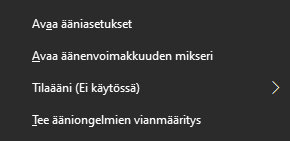 Avaa ääniasetukset
Avaa äänenvoimakkuuden mikseri
Tilaääni (Ei käytössä)
Tee ääniongelmien vianmääritys